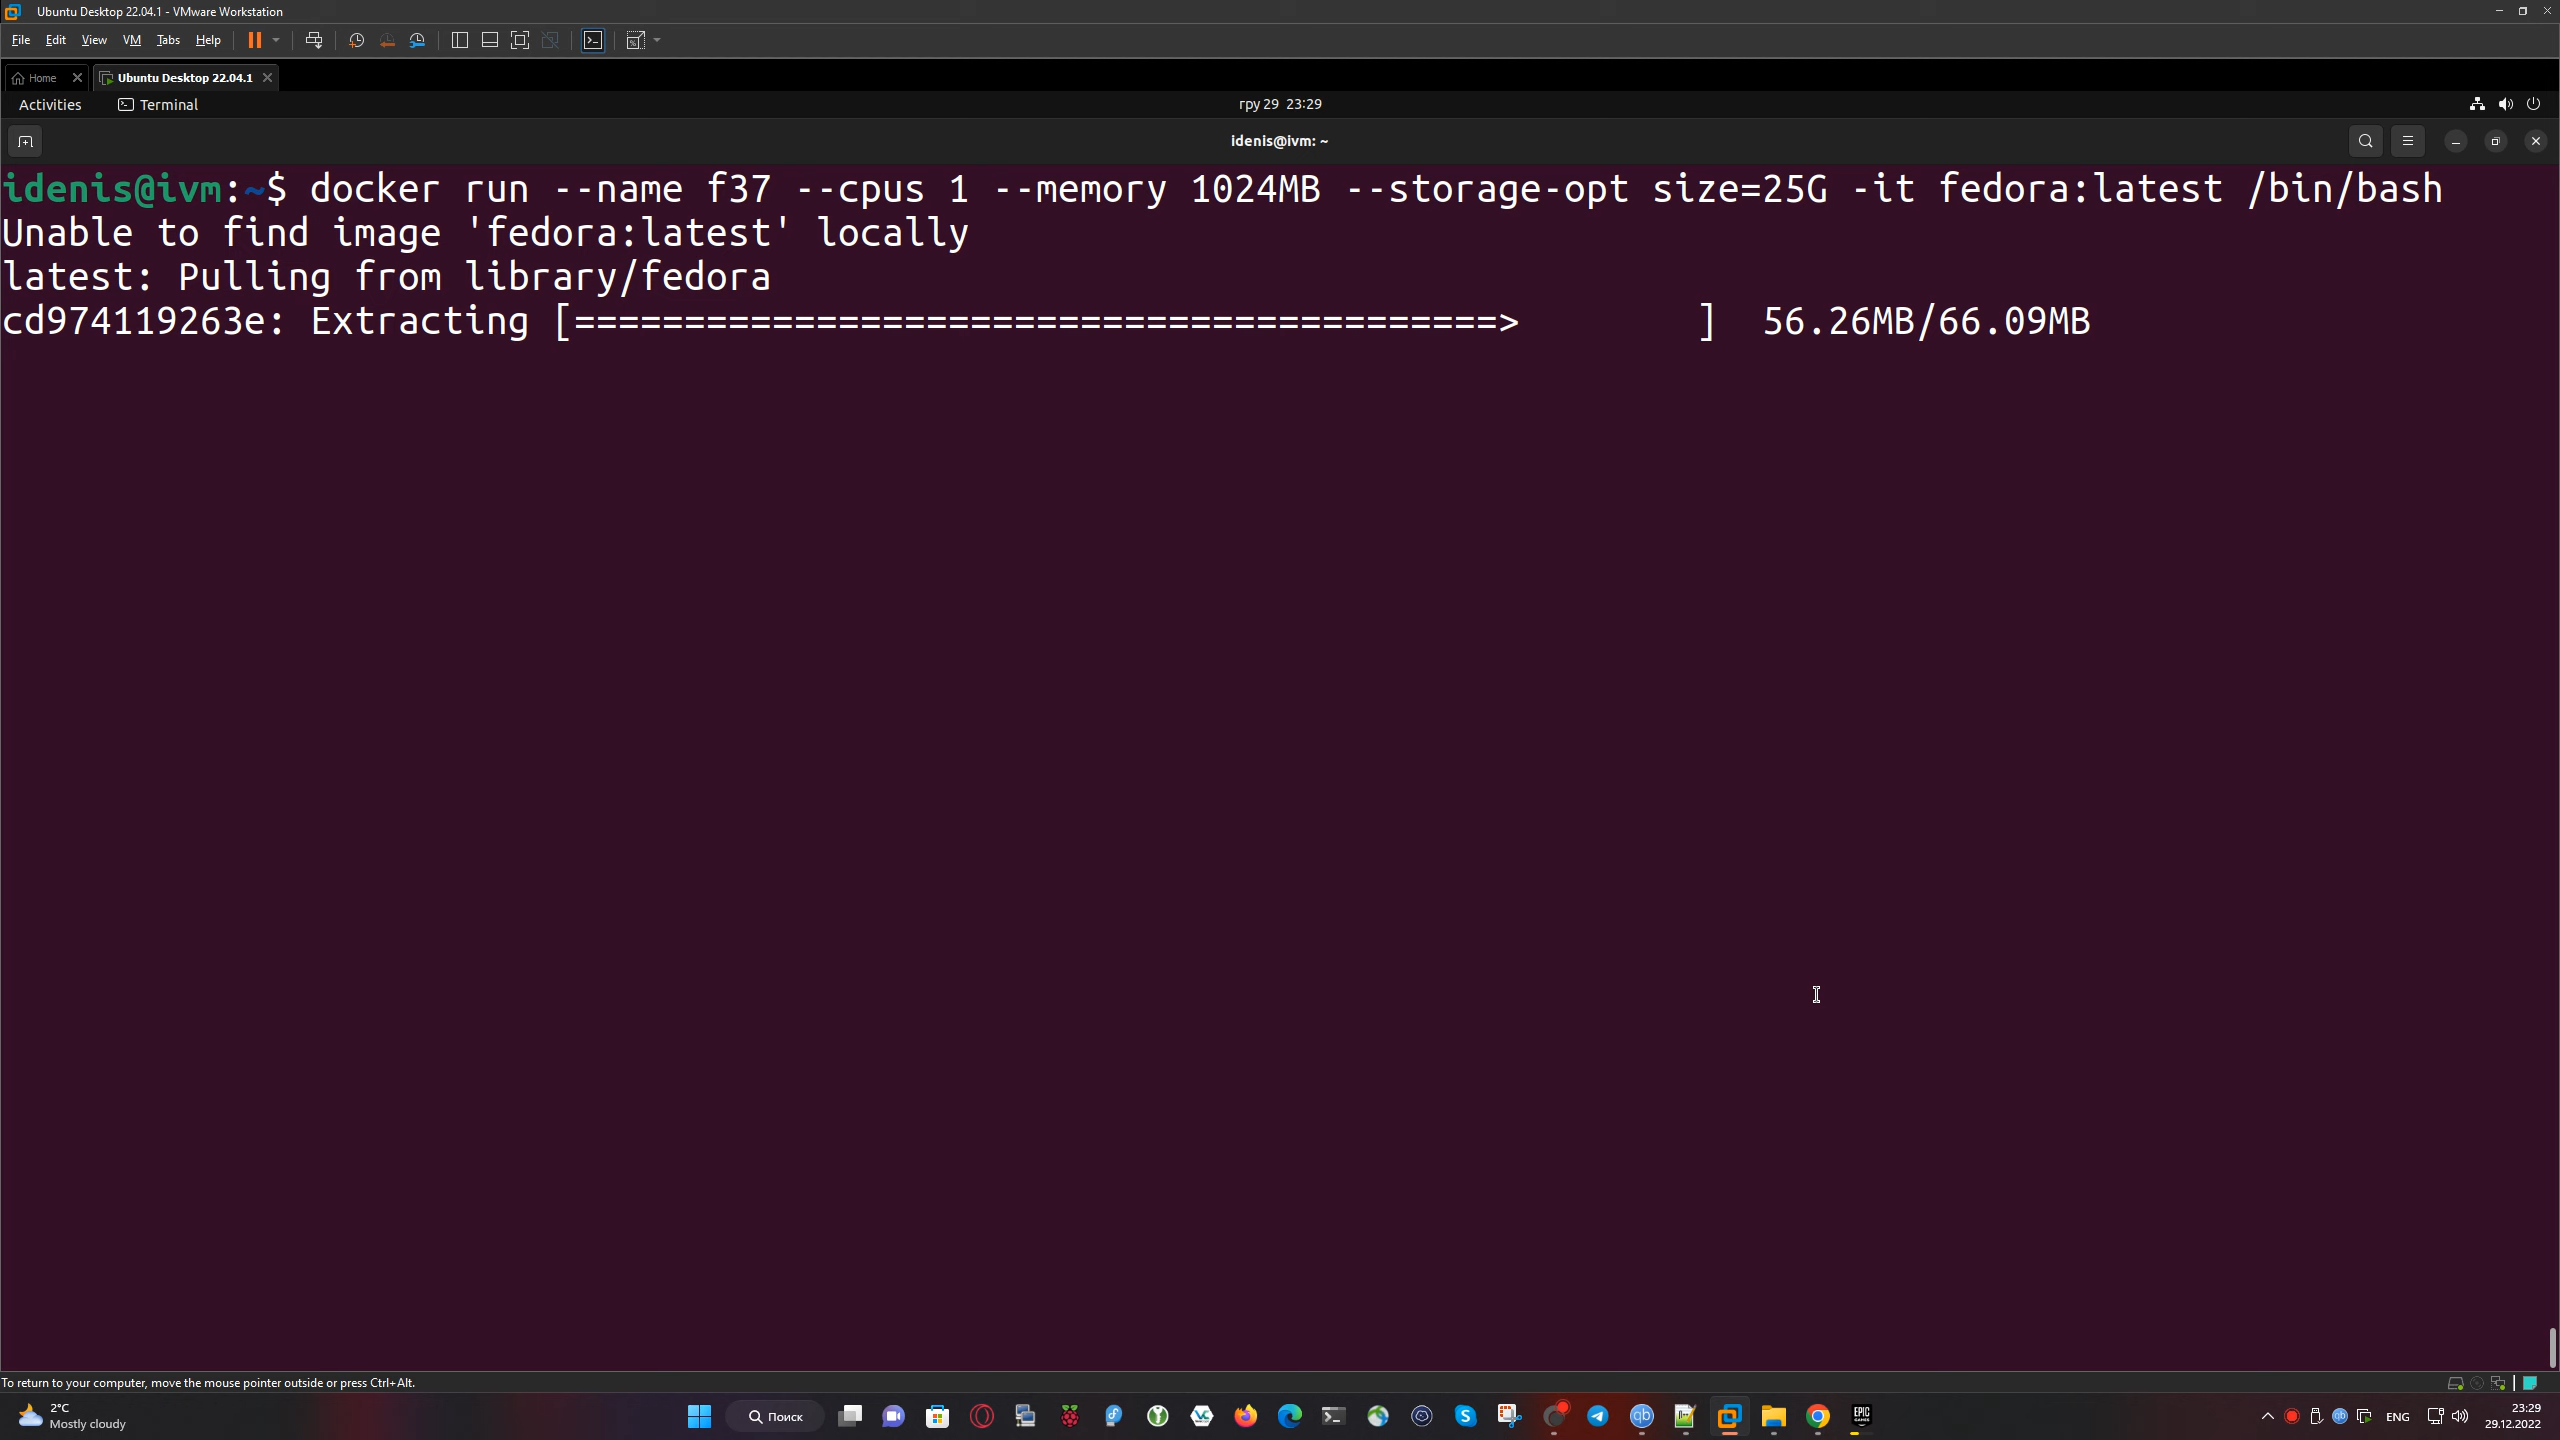 Ubuntu Desktop 22.04.1 - VMware Workstation
File Edit View VM Tabs Help
Home Ubuntu Desktop 22.04.1
Activities Terminal гру 29 23:29
idenis@ivm: ~
idenis@ivm:~$ docker run --name f37 --cpus 1 --memory 1024MB --storage-opt size=25G -it fedora:latest /bin/bash
Unable to find image 'fedora:latest' locally
latest: Pulling from library/fedora
cd974119263e: Extracting [==========================================>        ]  56.26MB/66.09MB
To return to your computer, move the mouse pointer outside or press Ctrl+Alt.
2°C
Mostly cloudy
Поиск
qb
EPIC GAMES
ENG
23:29
29.12.2022